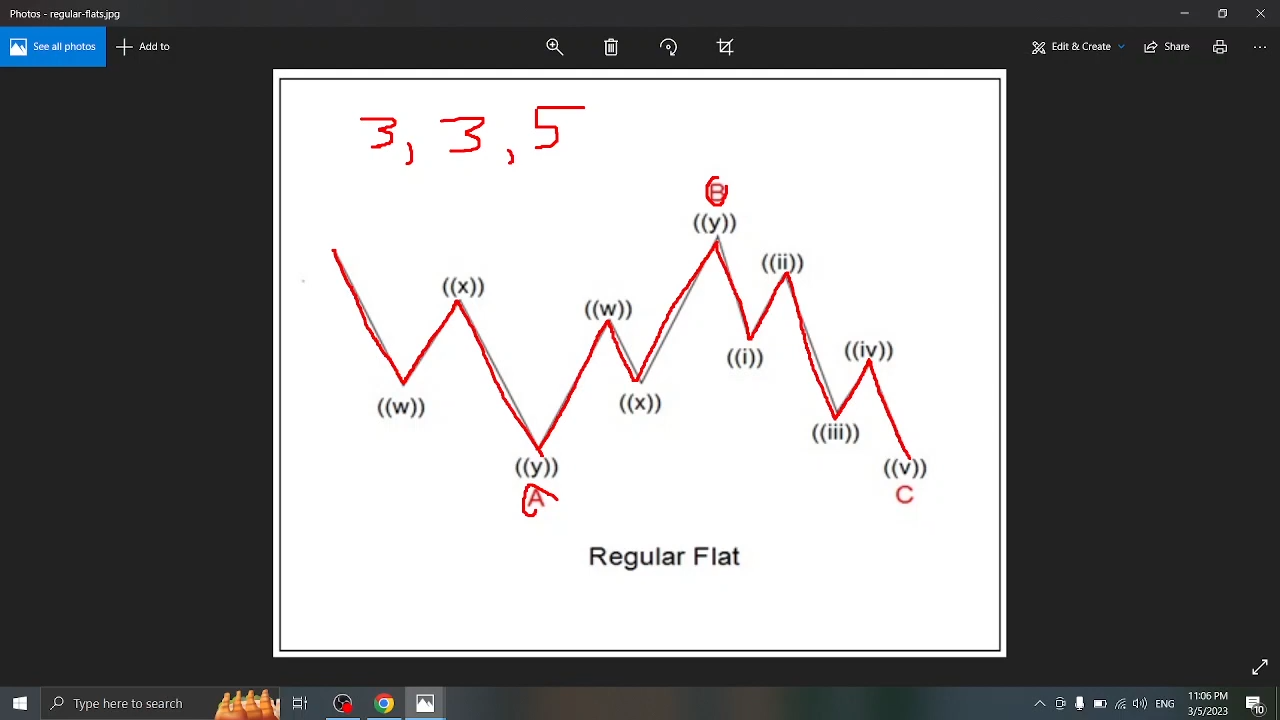 Photos - regular-flats.jpg
See all photos
Add to
Edit & Create
Share
3, 3, 5
B
((y))
((ii))
((x))
((w))
((iv))
((i))
((x))
((w))
((iii))
((y))
((v))
A
C
Regular Flat
Type here to search
ENG
11:06 PM
3/5/2023